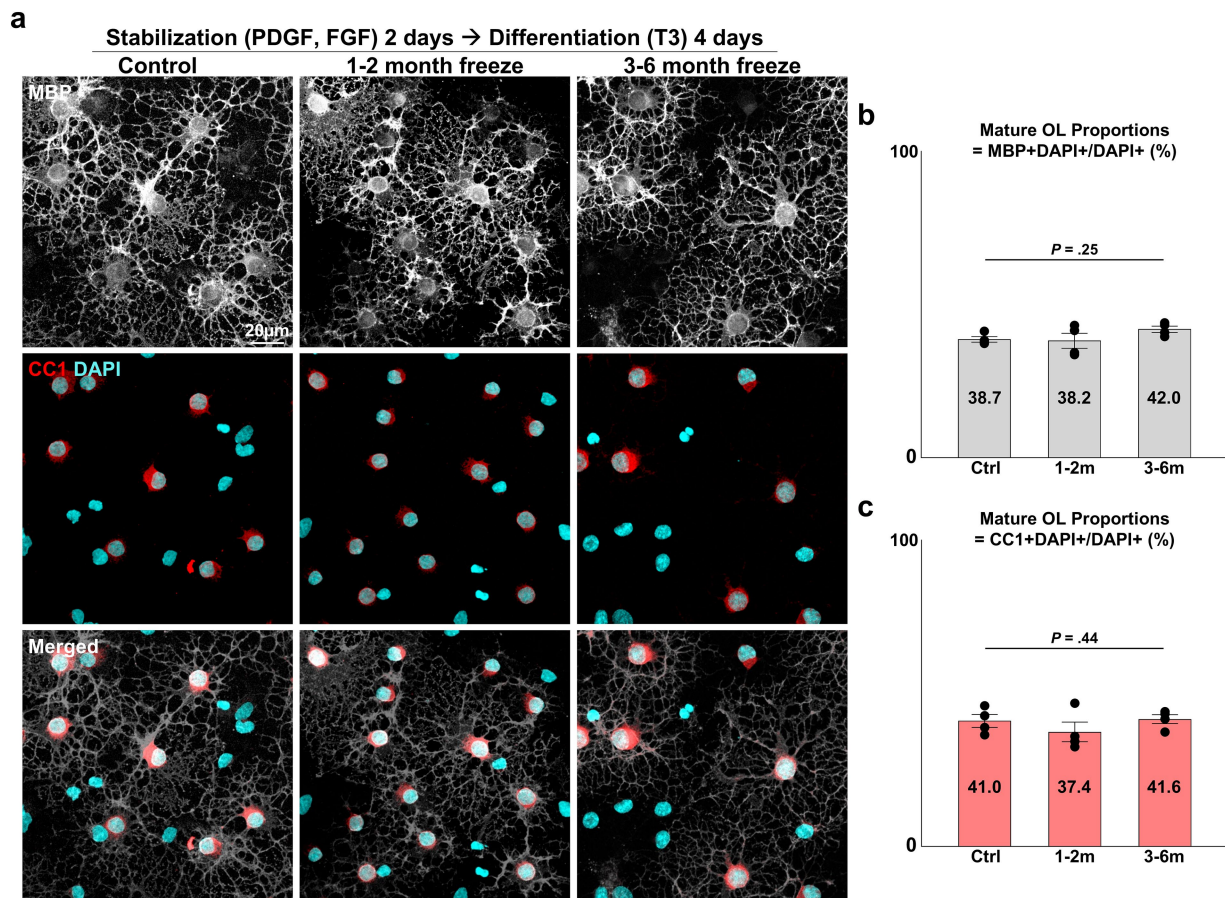 a
Stabilization (PDGF, FGF) 2 days → Differentiation (T3) 4 days
Control
1-2 month freeze
3-6 month freeze
MBP
20µm
CC1 DAPI
Merged
b
Mature OL Proportions
= MBP+DAPI+/DAPI+ (%)
100
P = .25
38.7
38.2
42.0
0
Ctrl
1-2m
3-6m
c
Mature OL Proportions
= CC1+DAPI+/DAPI+ (%)
100
P = .44
41.0
37.4
41.6
0
Ctrl
1-2m
3-6m